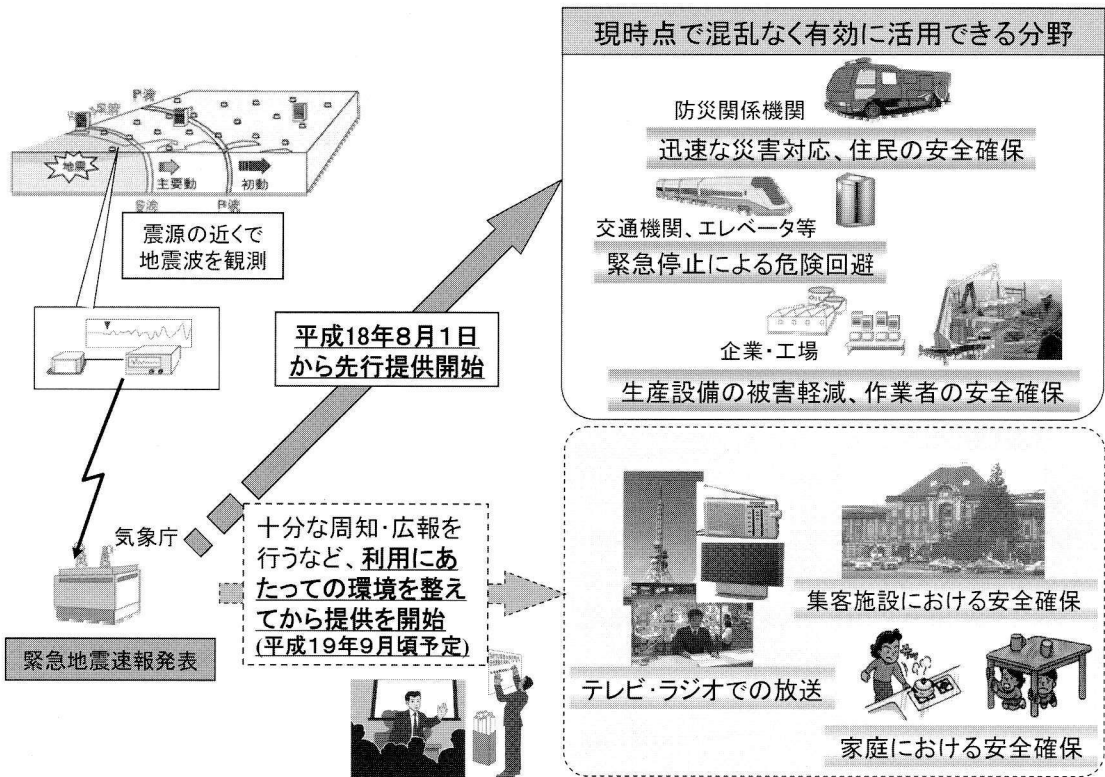 P波
地震
主要動
初動
S波
P波
震源の近くで
地震波を観測
気象庁
緊急地震速報発表
平成18年8月1日
から先行提供開始
十分な周知・広報を
行うなど、利用にあ
たっての環境を整え
てから提供を開始
(平成19年9月頃予定)
現時点で混乱なく有効に活用できる分野
防災関係機関
迅速な災害対応、住民の安全確保
交通機関、エレベータ等
緊急停止による危険回避
企業・工場
生産設備の被害軽減、作業者の安全確保
テレビ・ラジオでの放送
集客施設における安全確保
家庭における安全確保